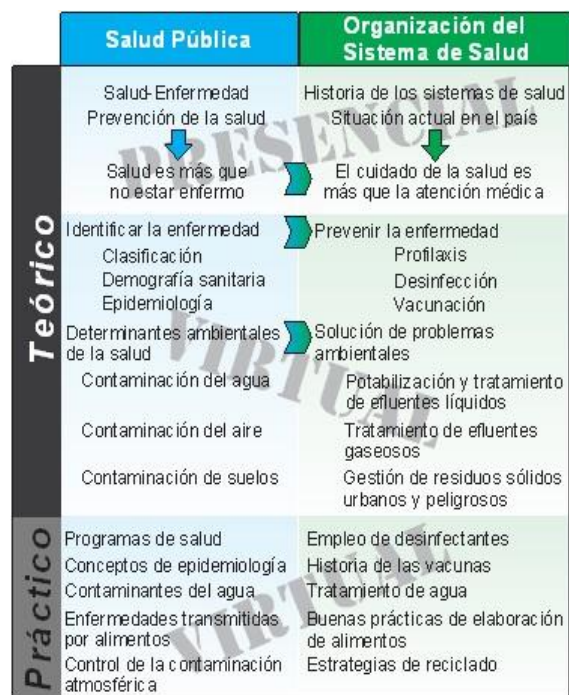 Salud Pública
Organización del
Sistema de Salud
Teórico
Salud-Enfermedad
Prevención de la salud
Salud es más que
no estar enfermo
Historia de los sistemas de salud
Situación actual en el país
El cuidado de la salud es
más que la atención médica
PRESENCIAL
Identificar la enfermedad
Clasificación
Demografía sanitaria
Epidemiología
Prevenir la enfermedad
Profilaxis
Desinfección
Vacunación
Determinantes ambientales
de la salud
Contaminación del agua
Contaminación del aire
Contaminación de suelos
Solución de problemas
ambientales
Potabilización y tratamiento
de efluentes líquidos
Tratamiento de efluentes
gaseosos
Gestión de residuos sólidos
urbanos y peligrosos
VIRTUAL
Práctico
Programas de salud
Conceptos de epidemiología
Contaminantes del agua
Enfermedades transmitidas
por alimentos
Control de la contaminación
atmosférica
Empleo de desinfectantes
Historia de las vacunas
Tratamiento de agua
Buenas prácticas de elaboración
de alimentos
Estrategias de reciclado
VIRTUAL